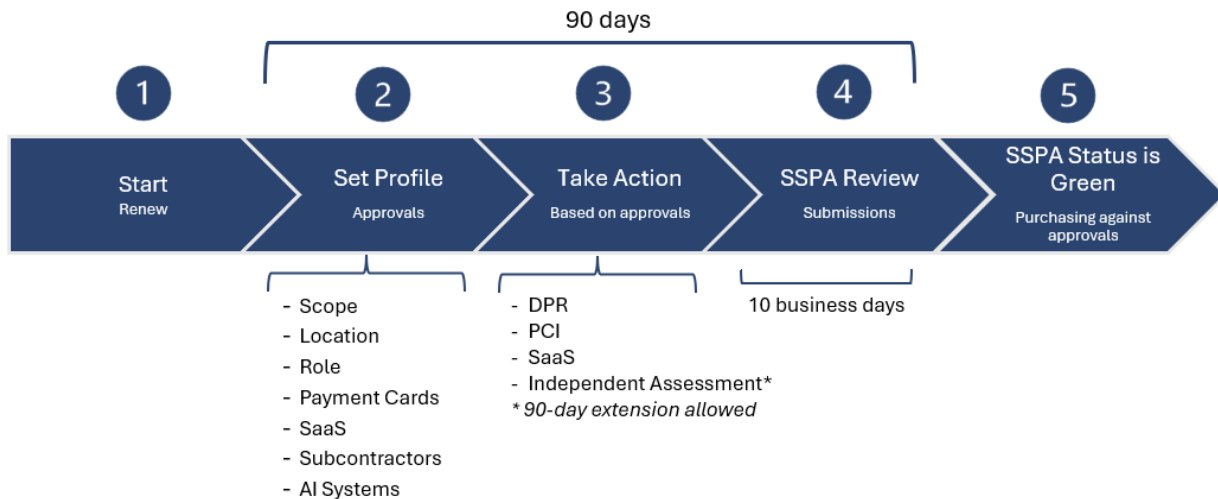 90 days
1
2
3
4
5
Start
Renew
Set Profile
Approvals
Take Action
Based on approvals
SSPA Review
Submissions
SSPA Status is
Green
Purchasing against
approvals
- Scope
- Location
- Role
- Payment Cards
- SaaS
- Subcontractors
- AI Systems
- DPR
- PCI
- SaaS
- Independent Assessment*
* 90-day extension allowed
10 business days